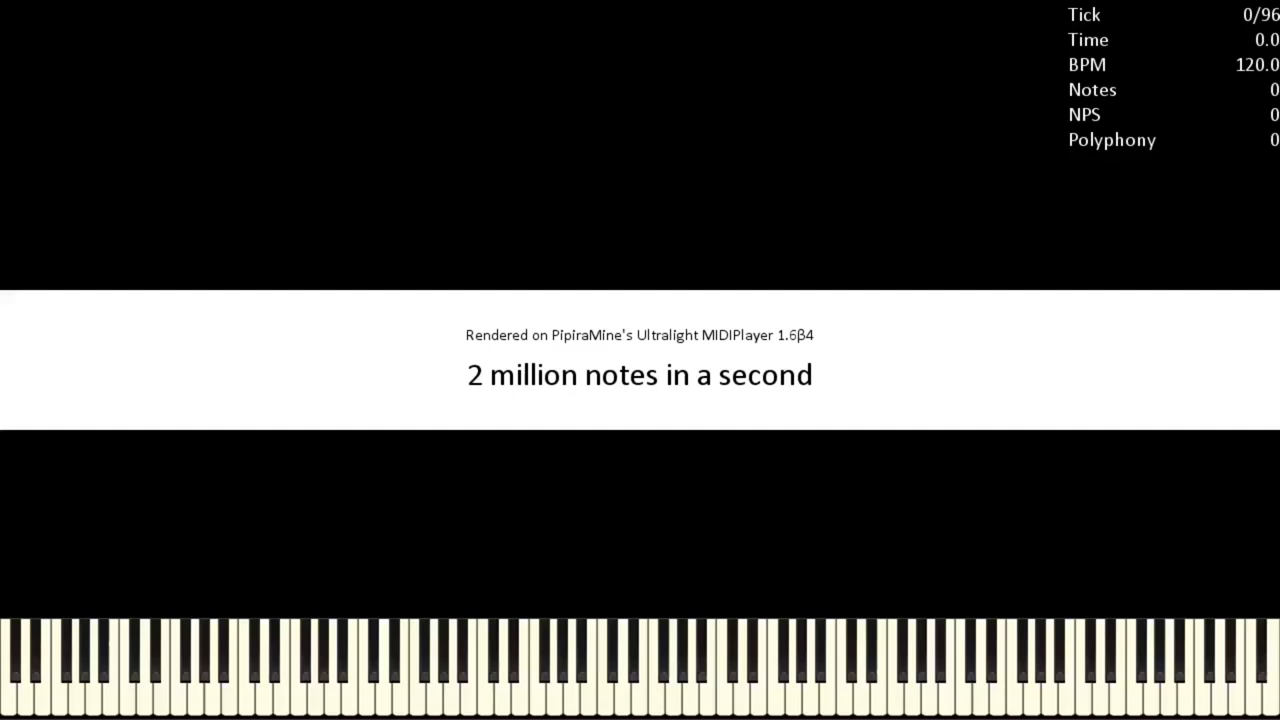 Tick 0/96
Time 0.0
BPM 120.0
Notes 0
NPS 0
Polyphony 0
Rendered on PipiraMine's Ultralight MIDIPlayer 1.6β4
2 million notes in a second